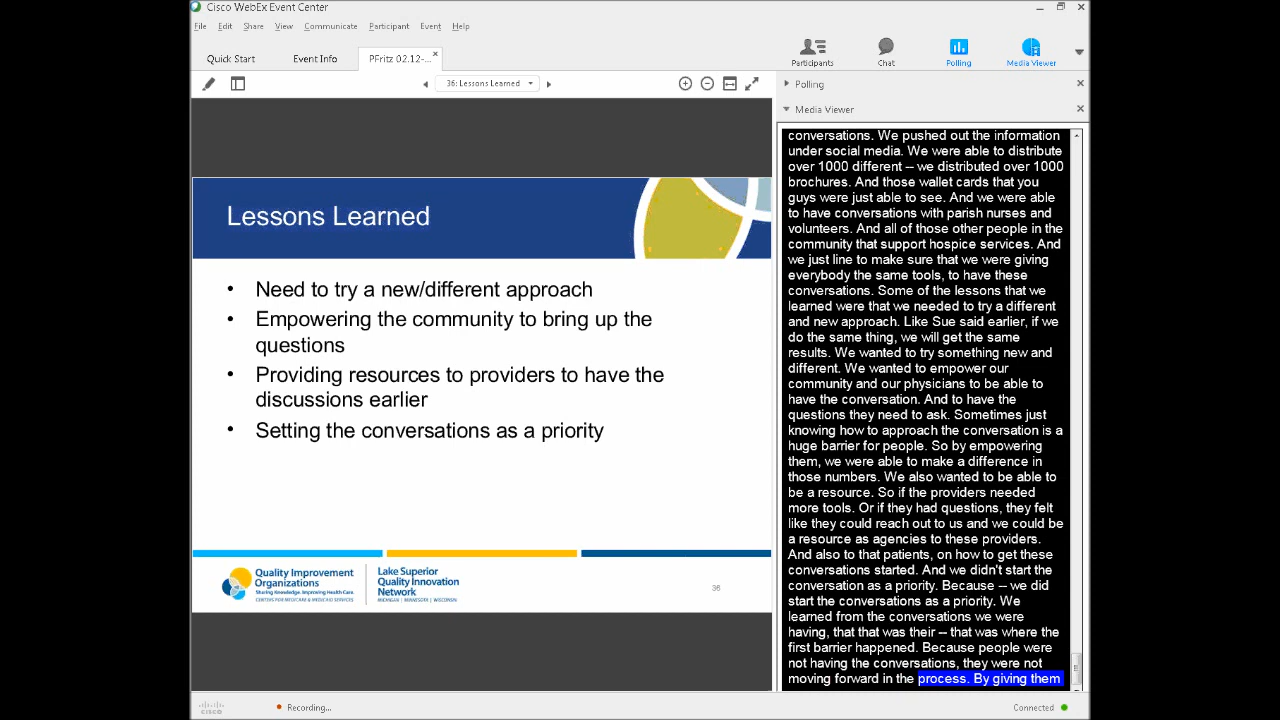 Cisco WebEx Event Center
File Edit Share View Communicate Participant Event Help
Quick Start Event Info PFritz 02.12-...
Participants Chat Polling Media Viewer
36: Lessons Learned
Polling
Media Viewer
Lessons Learned
• Need to try a new/different approach
• Empowering the community to bring up the
questions
• Providing resources to providers to have the
discussions earlier
• Setting the conversations as a priority
Quality Improvement
Organizations
Sharing Knowledge. Improving Health Care.
CENTERS FOR MEDICARE & MEDICAID SERVICES
Lake Superior
Quality Innovation
Network
MICHIGAN | MINNESOTA | WISCONSIN
36
conversations. We pushed out the information
under social media. We were able to distribute
over 1000 different -- we distributed over 1000
brochures. And those wallet cards that you
guys were just able to see. And we were able
to have conversations with parish nurses and
volunteers. And all of those other people in the
community that support hospice services. And
we just line to make sure that we were giving
everybody the same tools, to have these
conversations. Some of the lessons that we
learned were that we needed to try a different
and new approach. Like Sue said earlier, if we
do the same thing, we will get the same
results. We wanted to try something new and
different. We wanted to empower our
community and our physicians to be able to
have the conversation. And to have the
questions they need to ask. Sometimes just
knowing how to approach the conversation is a
huge barrier for people. So by empowering
them, we were able to make a difference in
those numbers. We also wanted to be able to
be a resource. So if the providers needed
more tools. Or if they had questions, they felt
like they could reach out to us and we could be
a resource as agencies to these providers.
And also to that patients, on how to get these
conversations started. And we didn't start the
conversation as a priority. Because -- we did
start the conversations as a priority. We
learned from the conversations we were
having, that that was their -- that was where the
first barrier happened. Because people were
not having the conversations, they were not
moving forward in the process. By giving them
cisco
Recording...
Connected